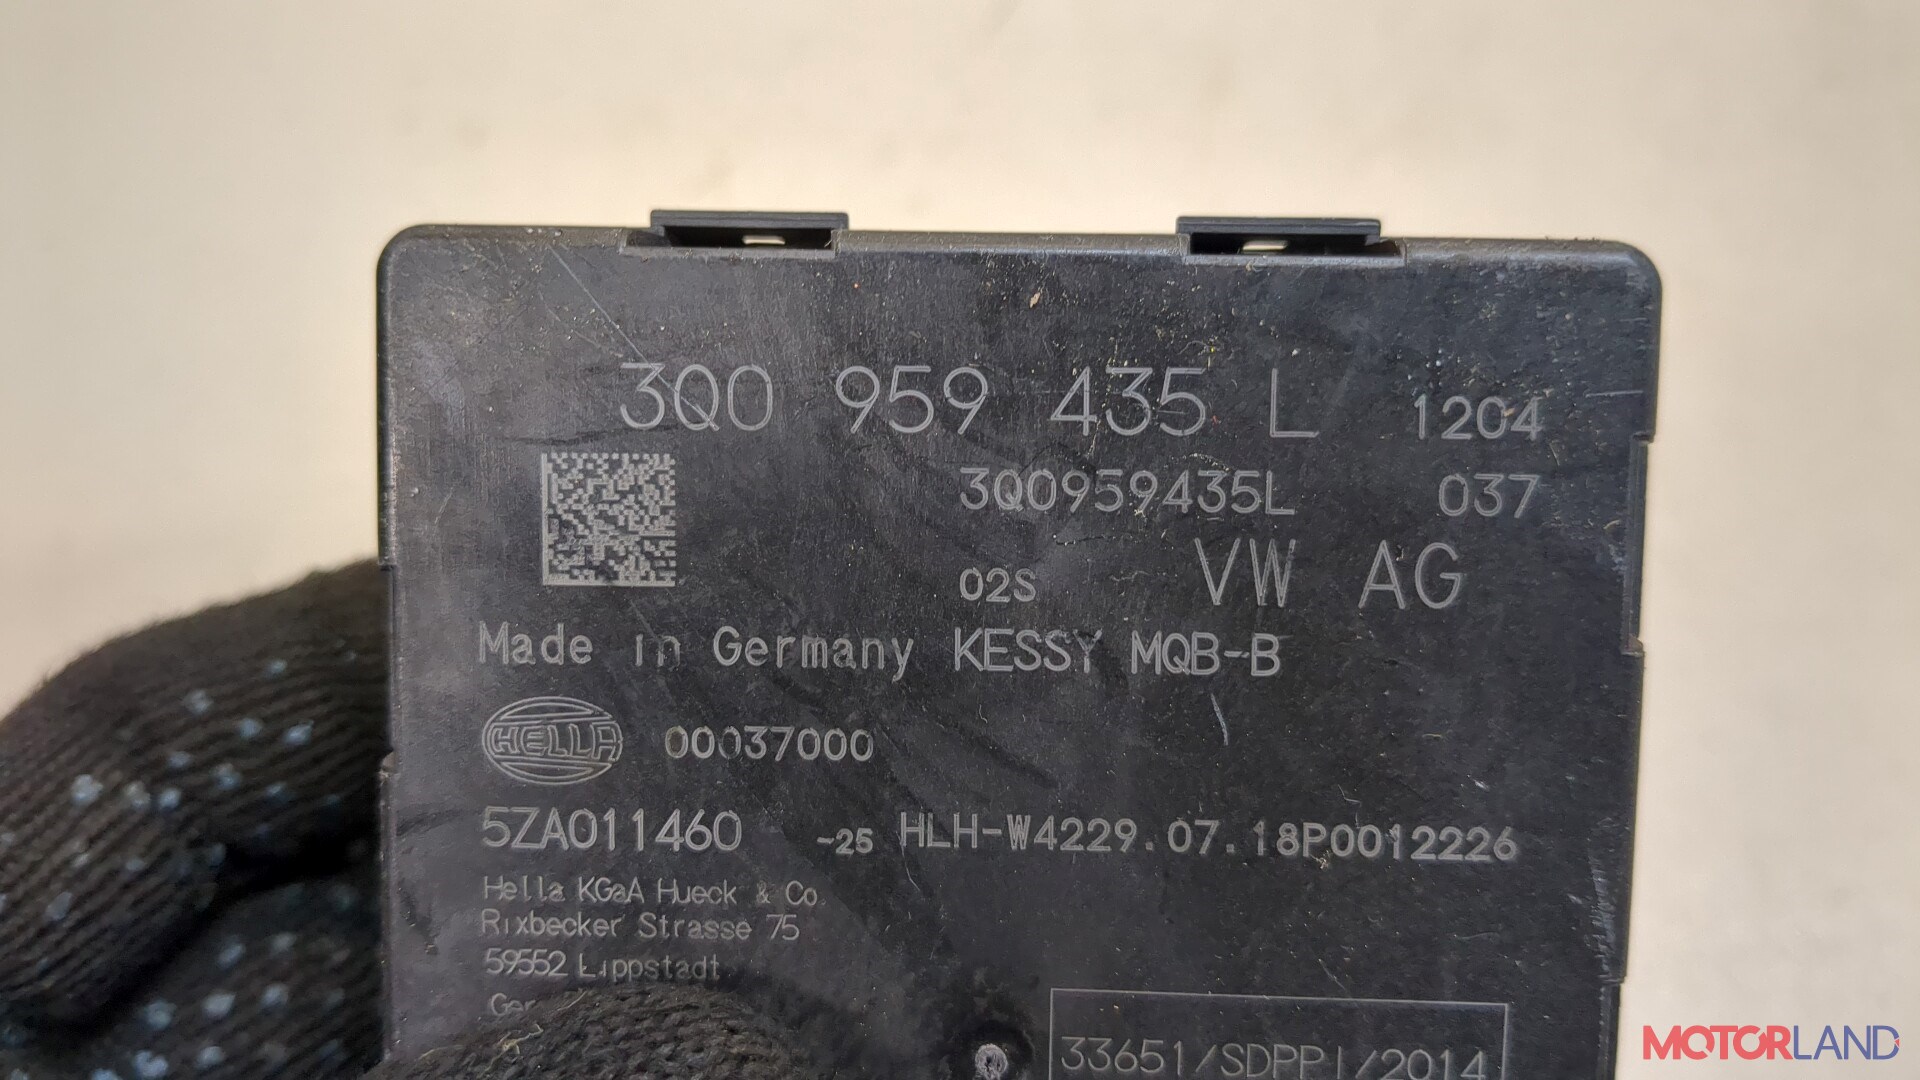 3Q0 959 435 L 1204
3Q0959435L 037
02S VW AG
Made in Germany KESSY MQB-B
HELLA 00037000
5ZA011460 -25 HLH-W4229.07.18P0012226
Hella KGaA Hueck & Co.
Rixbecker Strasse 75
59552 Lippstadt
33651/SDPPI/2014
MOTORLAND